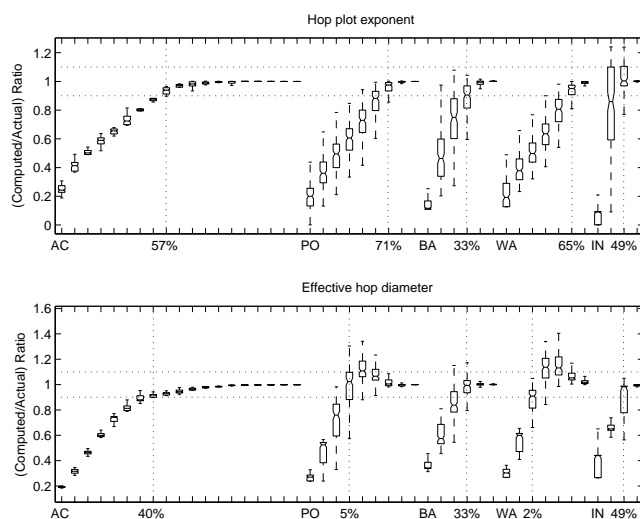 Hop plot exponent
(Computed/Actual) Ratio
1.2
1
0.8
0.6
0.4
0.2
0
AC 57% PO 71% BA 33% WA 65% IN 49%
Effective hop diameter
(Computed/Actual) Ratio
1.6
1.4
1.2
1.0
0.8
0.6
0.4
0.2
AC 40% PO 5% BA 33% WA 2% IN 49%